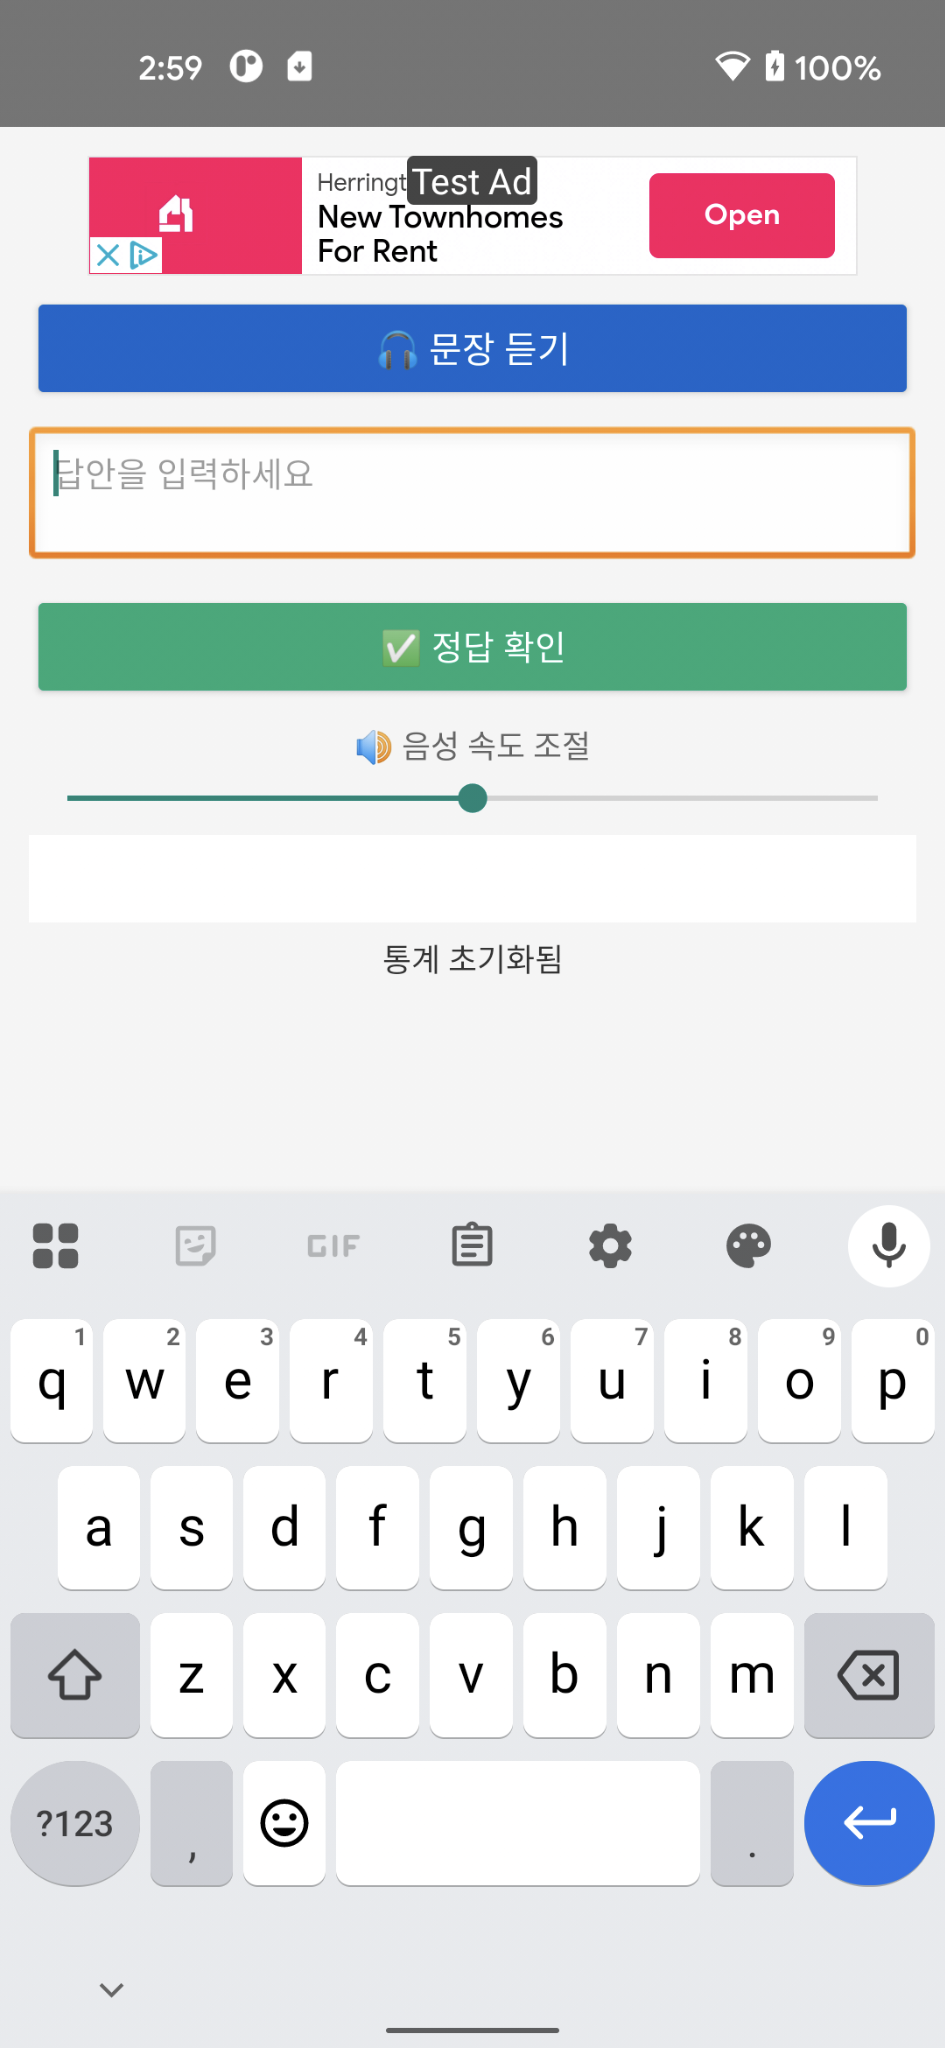 2:59
100%
Herringt
Test Ad
New Townhomes
For Rent
Open
🎧 문장 듣기
답안을 입력하세요
✅ 정답 확인
🔊 음성 속도 조절
통계 초기화됨
GIF
1 2 3 4 5 6 7 8 9 0
q w e r t y u i o p
a s d f g h j k l
z x c v b n m
?123 , .